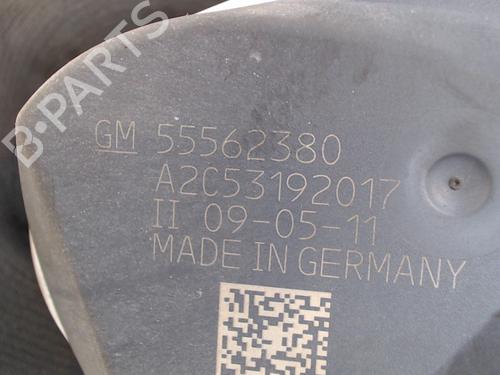 B-PARTS
GM 55562380
A2C53192017
II 09-05-11
MADE IN GERMANY